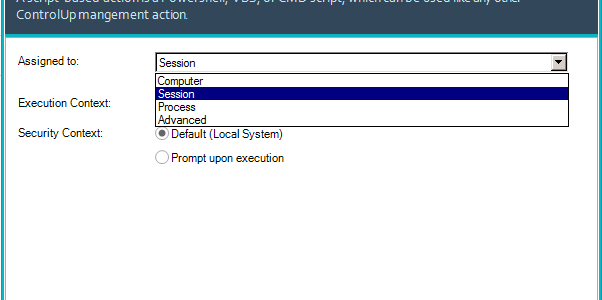 A script-based action is a Powershell, VBS, or CMD script, which can be used like any other
ControlUp mangement action.
Assigned to:
Session
Computer
Session
Process
Advanced
Execution Context:
Security Context:
Default (Local System)
Prompt upon execution